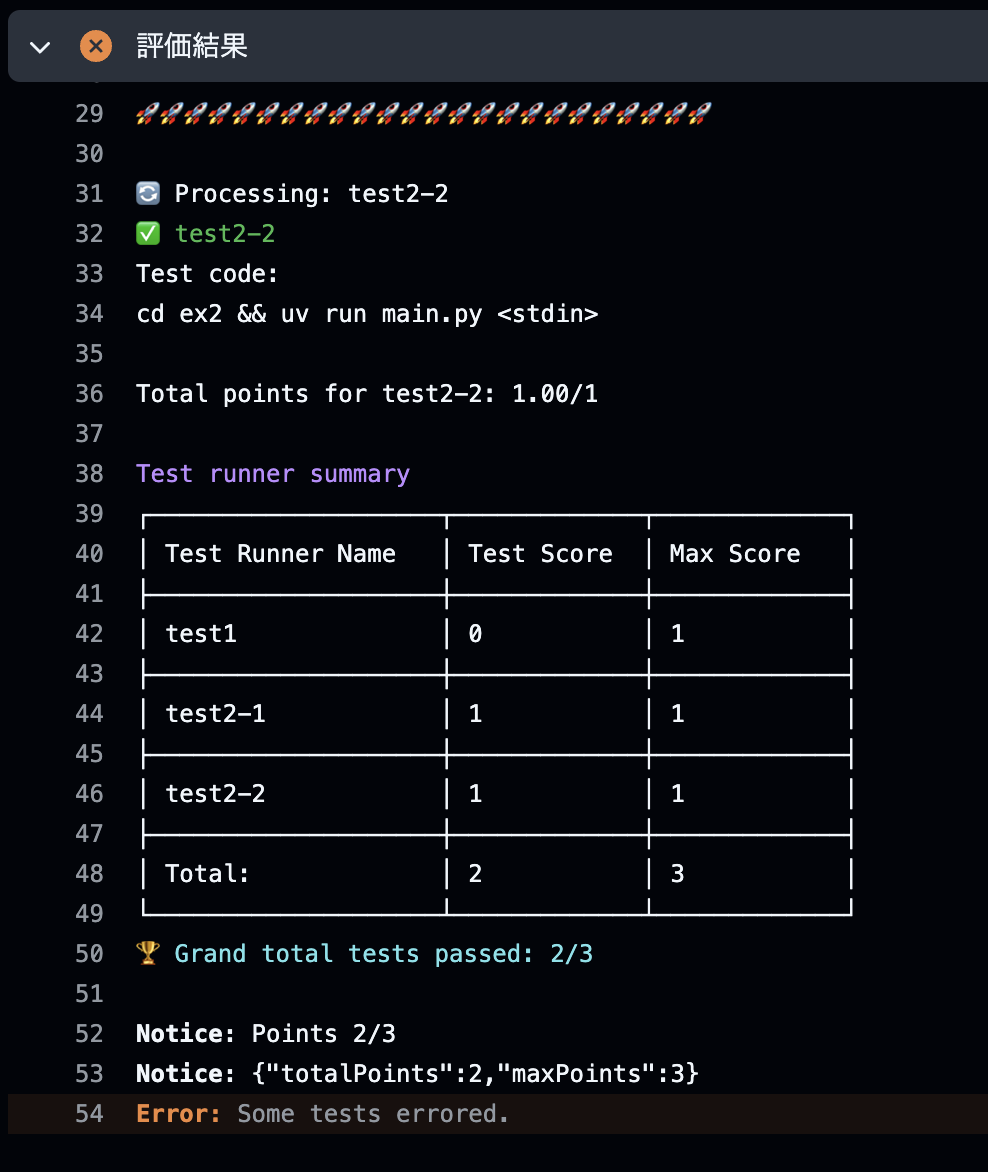 評価結果
29 🚀🚀🚀🚀🚀🚀🚀🚀🚀🚀🚀🚀🚀🚀🚀🚀🚀🚀🚀🚀🚀🚀🚀🚀
30
31 🔄 Processing: test2-2
32 ✅ test2-2
33 Test code:
34 cd ex2 && uv run main.py <stdin>
35
36 Total points for test2-2: 1.00/1
37
38 Test runner summary
39
40 │ Test Runner Name │ Test Score │ Max Score │
41
42 │ test1 │ 0 │ 1 │
43
44 │ test2-1 │ 1 │ 1 │
45
46 │ test2-2 │ 1 │ 1 │
47
48 │ Total: │ 2 │ 3 │
49
50 🏆 Grand total tests passed: 2/3
51
52 Notice: Points 2/3
53 Notice: {"totalPoints":2,"maxPoints":3}
54 Error: Some tests errored.